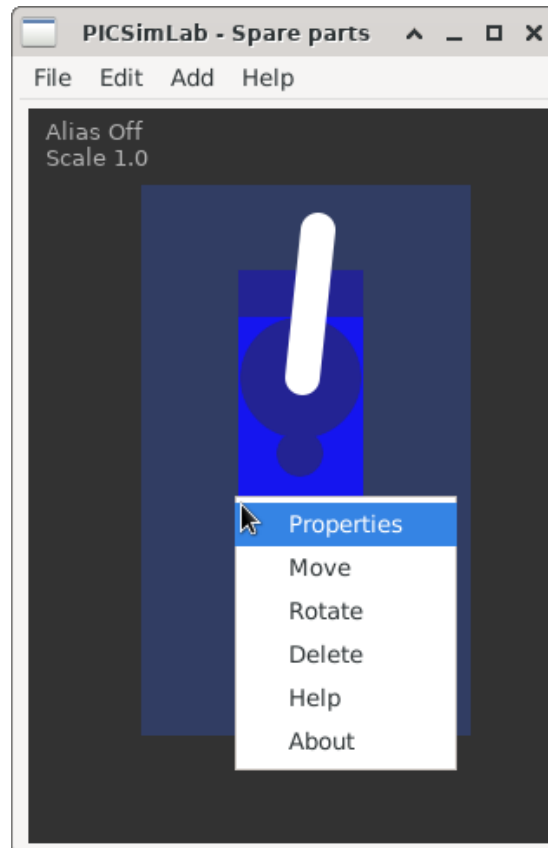 PICSimLab - Spare parts
File Edit Add Help
Alias Off
Scale 1.0
Properties
Move
Rotate
Delete
Help
About